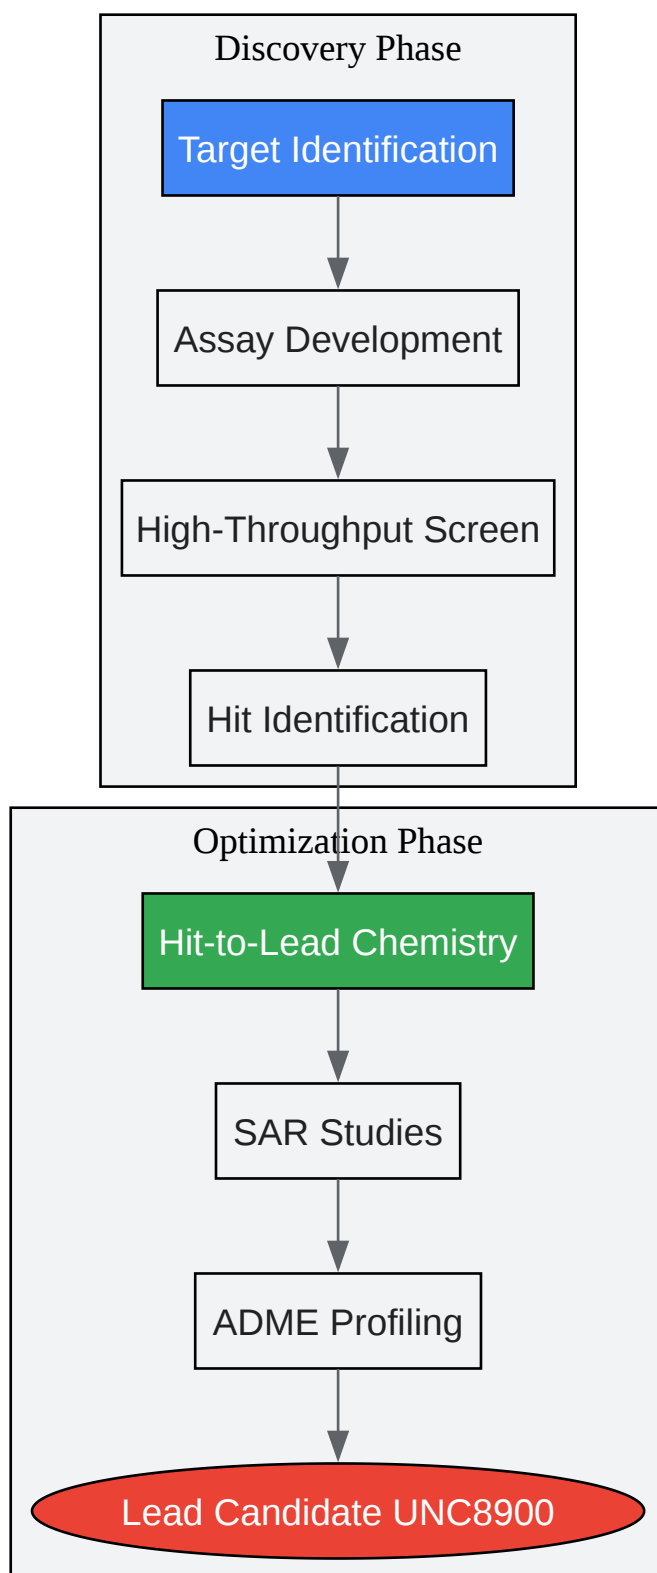 Discovery Phase
Target Identification
Assay Development
High-Throughput Screen
Hit Identification
Optimization Phase
Hit-to-Lead Chemistry
SAR Studies
ADME Profiling
Lead Candidate UNC8900